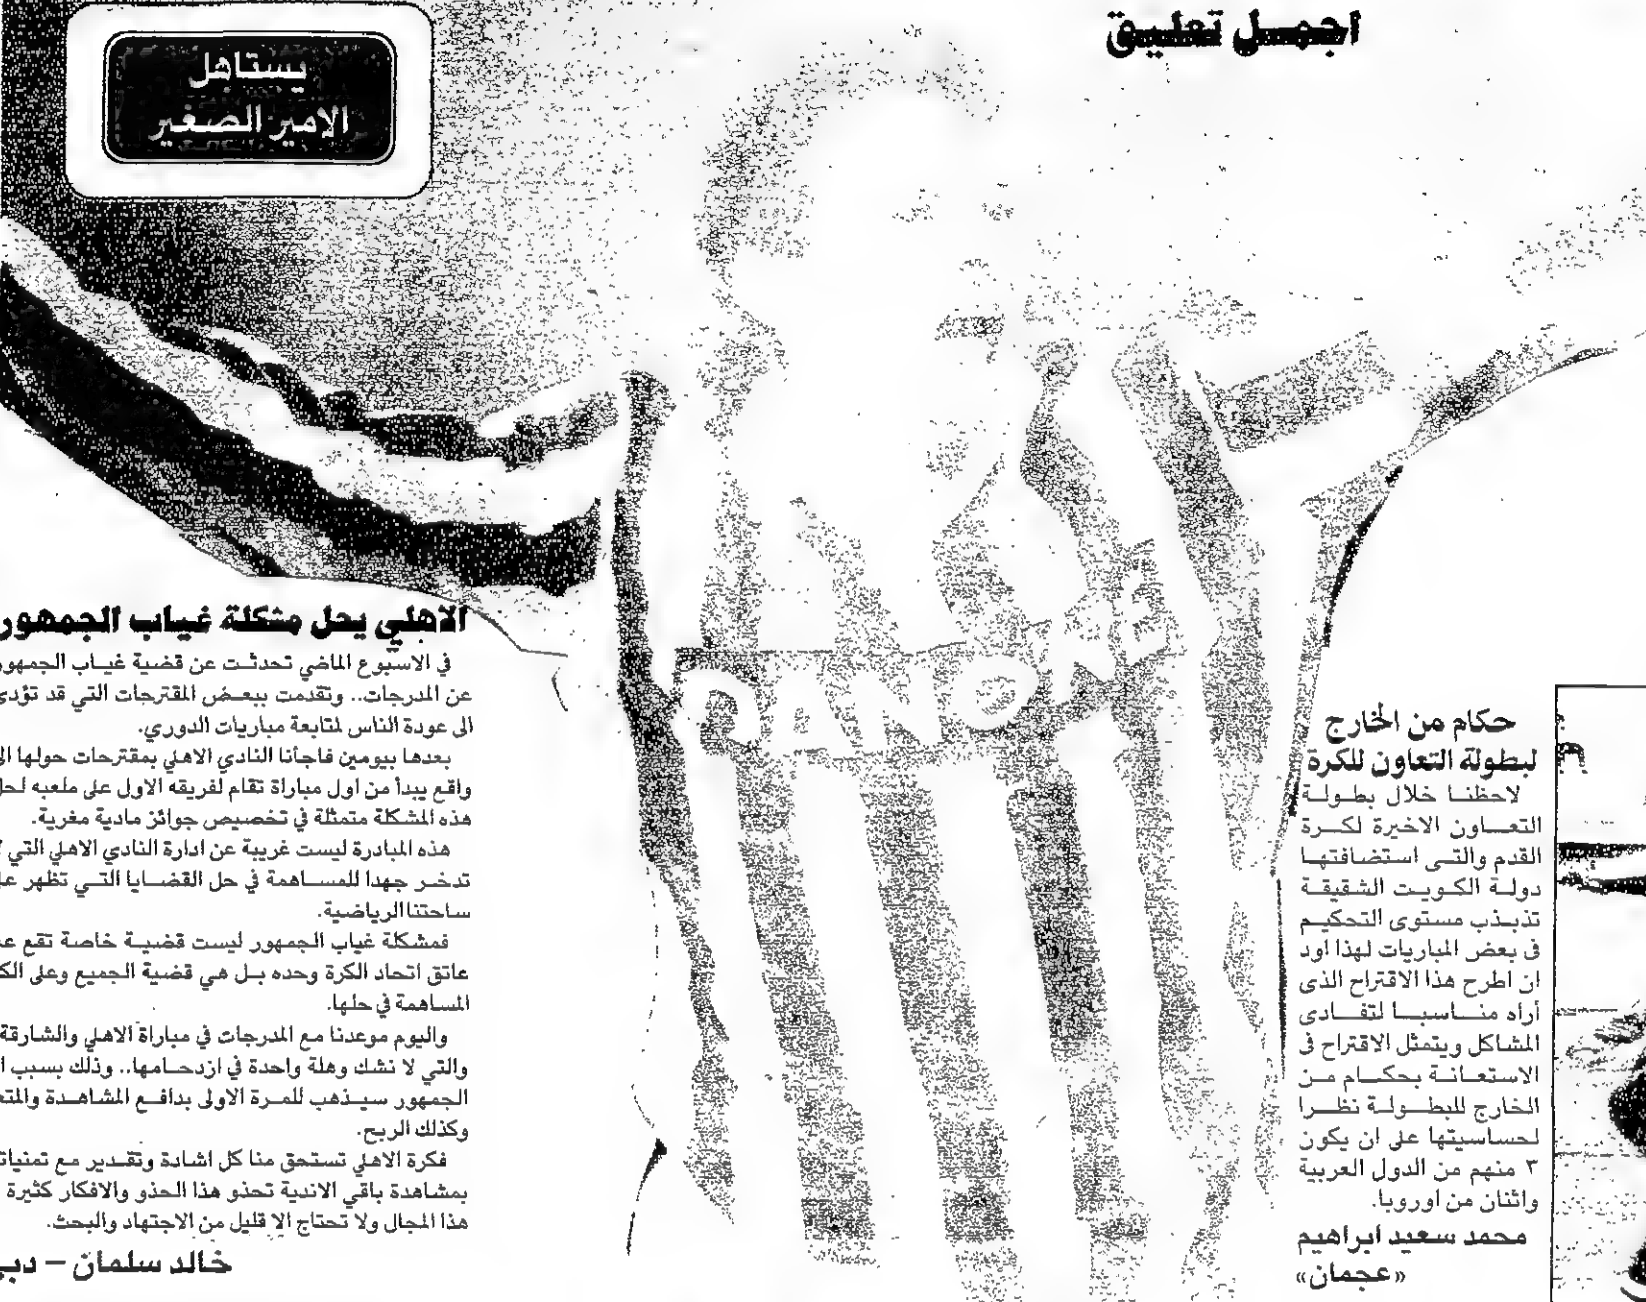 اجمل تعليق
يستاهل
الامير الصغير
DANONE
حكام من الخارج
لبطولة التعاون للكرة
لاحظنا خلال بطولة
التعاون الاخيرة لكرة
القدم والتى استضافتها
دولة الكويت الشقيقة
تذبذب مستوى التحكيم
فى بعض المباريات لهذا اود
ان اطرح هذا الاقتراح الذى
أراه مناسبا لتفادى
المشاكل ويتمثل الاقتراح فى
الاستعانة بحكام من
الخارج للبطولة نظرا
لحساسيتها على ان يكون
٣ منهم من الدول العربية
واثنان من اوروبا.
محمد سعيد ابراهيم
«عجمان»
الاهلي يحل مشكلة غياب الجمهور
في الاسبوع الماضي تحدثت عن قضية غياب الجمهور
عن المدرجات.. وتقدمت ببعض المقترحات التي قد تؤدي
الى عودة الناس لمتابعة مباريات الدوري.
بعدها بيومين فاجأنا النادي الاهلي بمقترحات حولها
واقع يبدأ من اول مباراة تقام لفريقه الاول على ملعبه لحل
هذه المشكلة متمثلة في تخصيص جوائز مادية مغرية.
هذه المبادرة ليست غريبة عن ادارة النادي الاهلي التي
تدخر جهدا للمساهمة في حل القضايا التي تظهر
ساحتنا الرياضية.
فمشكلة غياب الجمهور ليست قضية خاصة تقع
عاتق اتحاد الكرة وحده بل هي قضية الجميع وعلى
المساهمة في حلها.
واليوم موعدنا مع المدرجات في مباراة الاهلي والشارقة
والتي لا نشك وهلة واحدة في ازدحامها.. وذلك بسبب
الجمهور سيذهب للمرة الاولى بدافع المشاهدة
وكذلك الربح.
فكرة الاهلي تستحق منا كل اشادة وتقدير مع
بمشاهدة باقي الاندية تحذو هذا الحذو والافكار كثيرة
هذا المجال ولا تحتاج الا قليل من الاجتهاد والبحث.
خالد سلمان – دبي